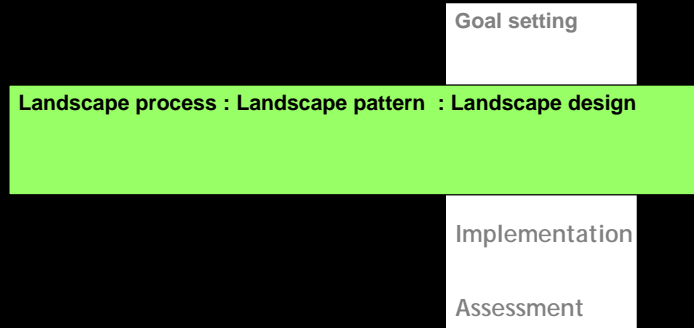 Goal setting
Landscape process : Landscape pattern : Landscape design
Implementation
Assessment